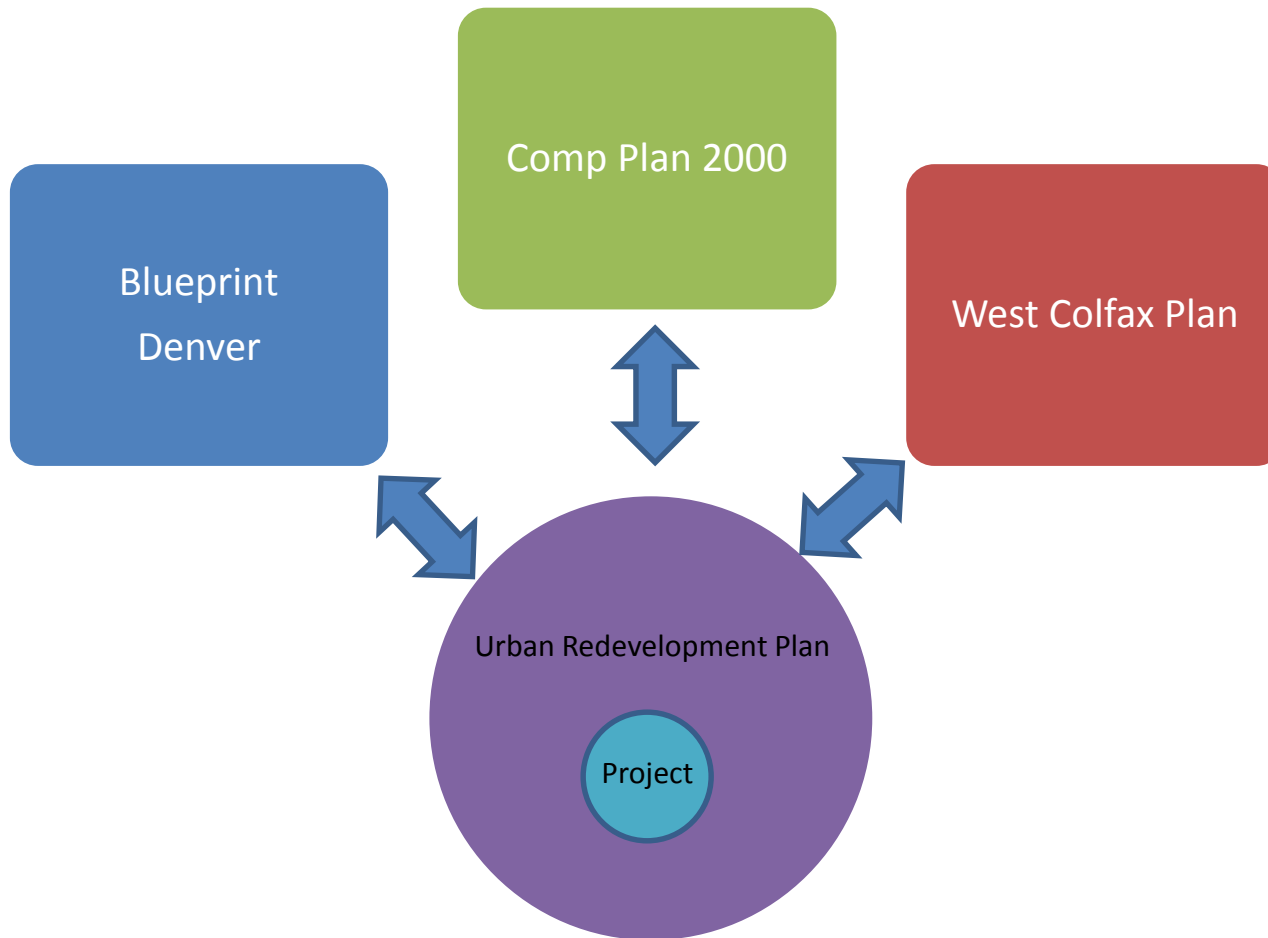 Comp Plan 2000
Blueprint
Denver
West Colfax Plan
Urban Redevelopment Plan
Project